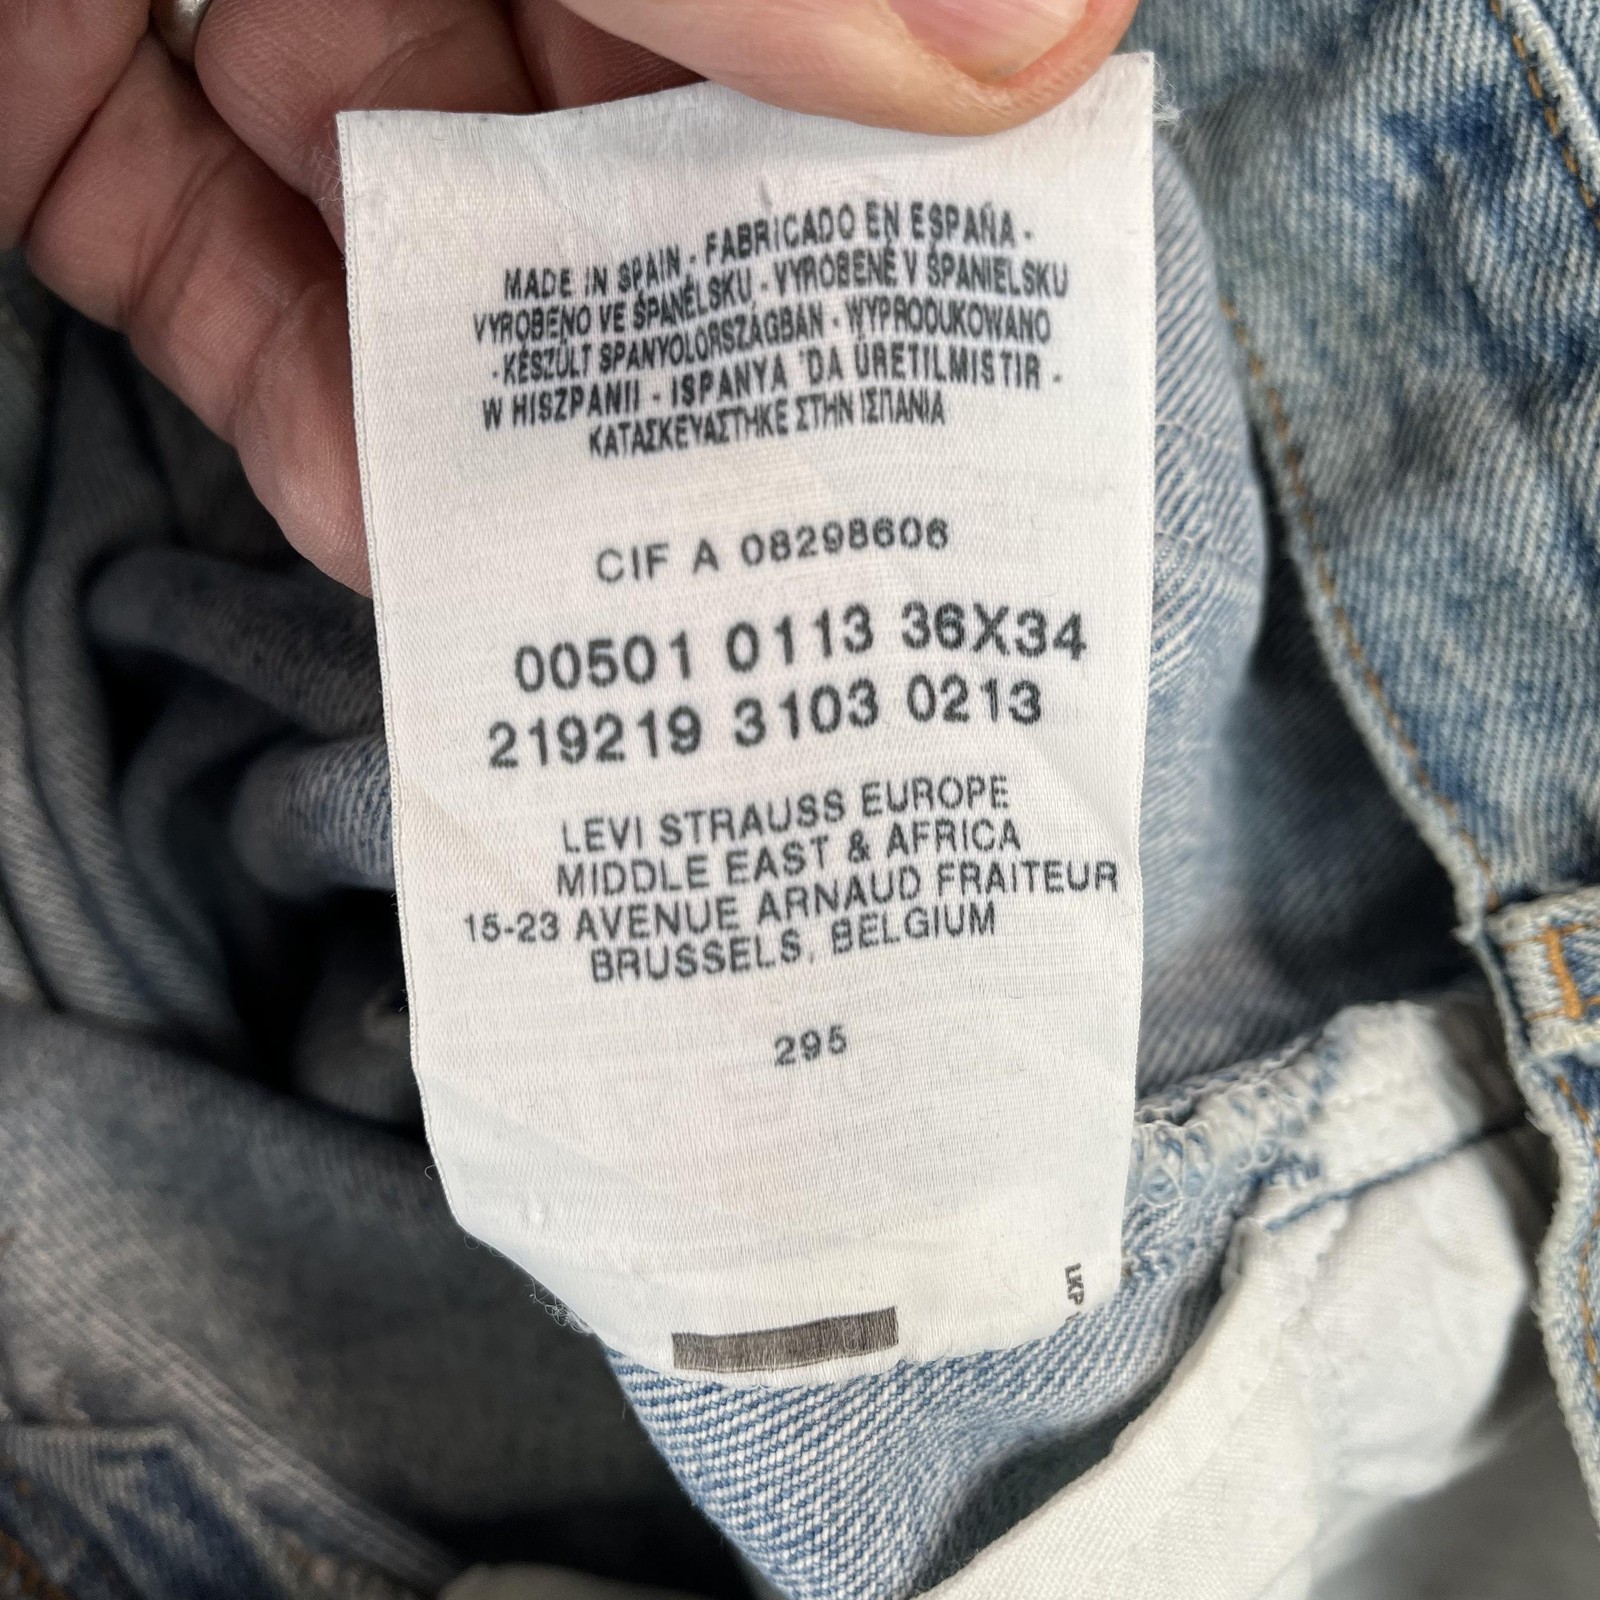 MADE IN SPAIN - FABRICADO EN ESPAÑA -
VYROBENO VE ŠPANĚLSKU - VYROBENÉ V ŠPANIELSKU
- KÉSZÜLT SPANYOLORSZÁGBAN - WYPRODUKOWANO
W HISZPANII - ISPANYA 'DA ÜRETILMISTIR -
ΚΑΤΑΣΚΕΥΑΣΤΗΚΕ ΣΤΗΝ ΙΣΠΑΝΙΑ
CIF A 08298606
00501 0113 36X34
219219 3103 0213
LEVI STRAUSS EUROPE
MIDDLE EAST & AFRICA
15-23 AVENUE ARNAUD FRAITEUR
BRUSSELS, BELGIUM
295
LKP